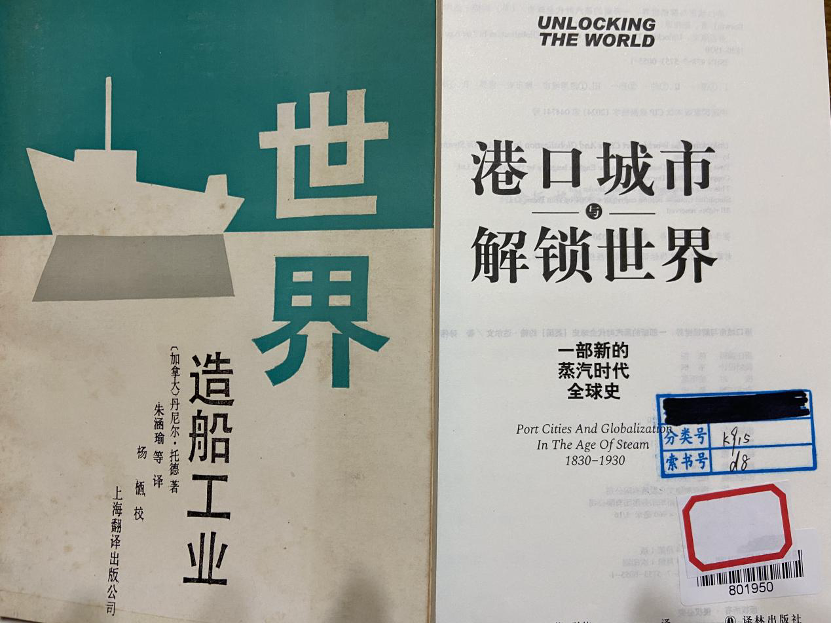 世界
造船工业
〔加拿大〕丹尼尔·托德 著
朱涵瑜 等 译
杨 校
上海翻译出版公司
UNLOCKING
THE WORLD
港口城市
与
解锁世界
一部新的
蒸汽时代
全球史
Port Cities And Globalization
In The Age Of Steam
1830–1930
分类号 K915
索书号 d8
801950
译林出版社